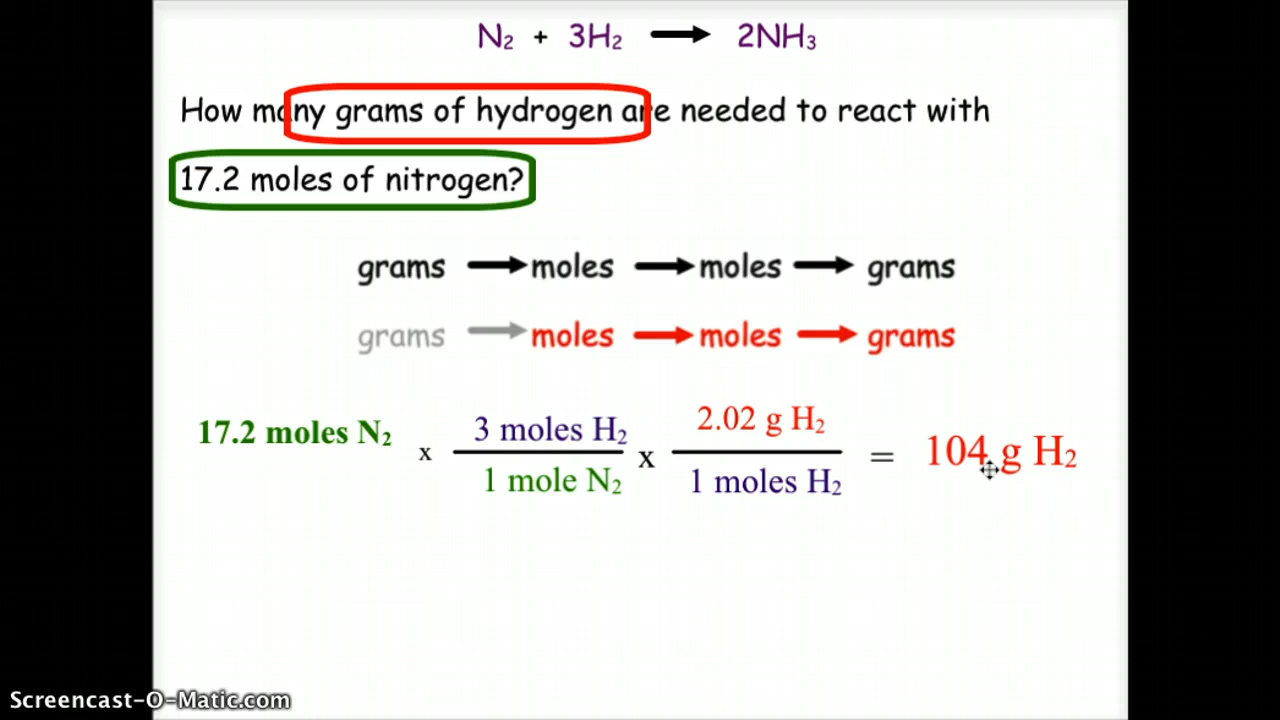 N₂ + 3H₂ → 2NH₃
How many grams of hydrogen are needed to react with
17.2 moles of nitrogen?
grams → moles → moles → grams
grams → moles → moles → grams
17.2 moles N₂ x 3 moles H₂ / 1 mole N₂ x 2.02 g H₂ / 1 moles H₂ = 104 g H₂
Screencast-O-Matic.com